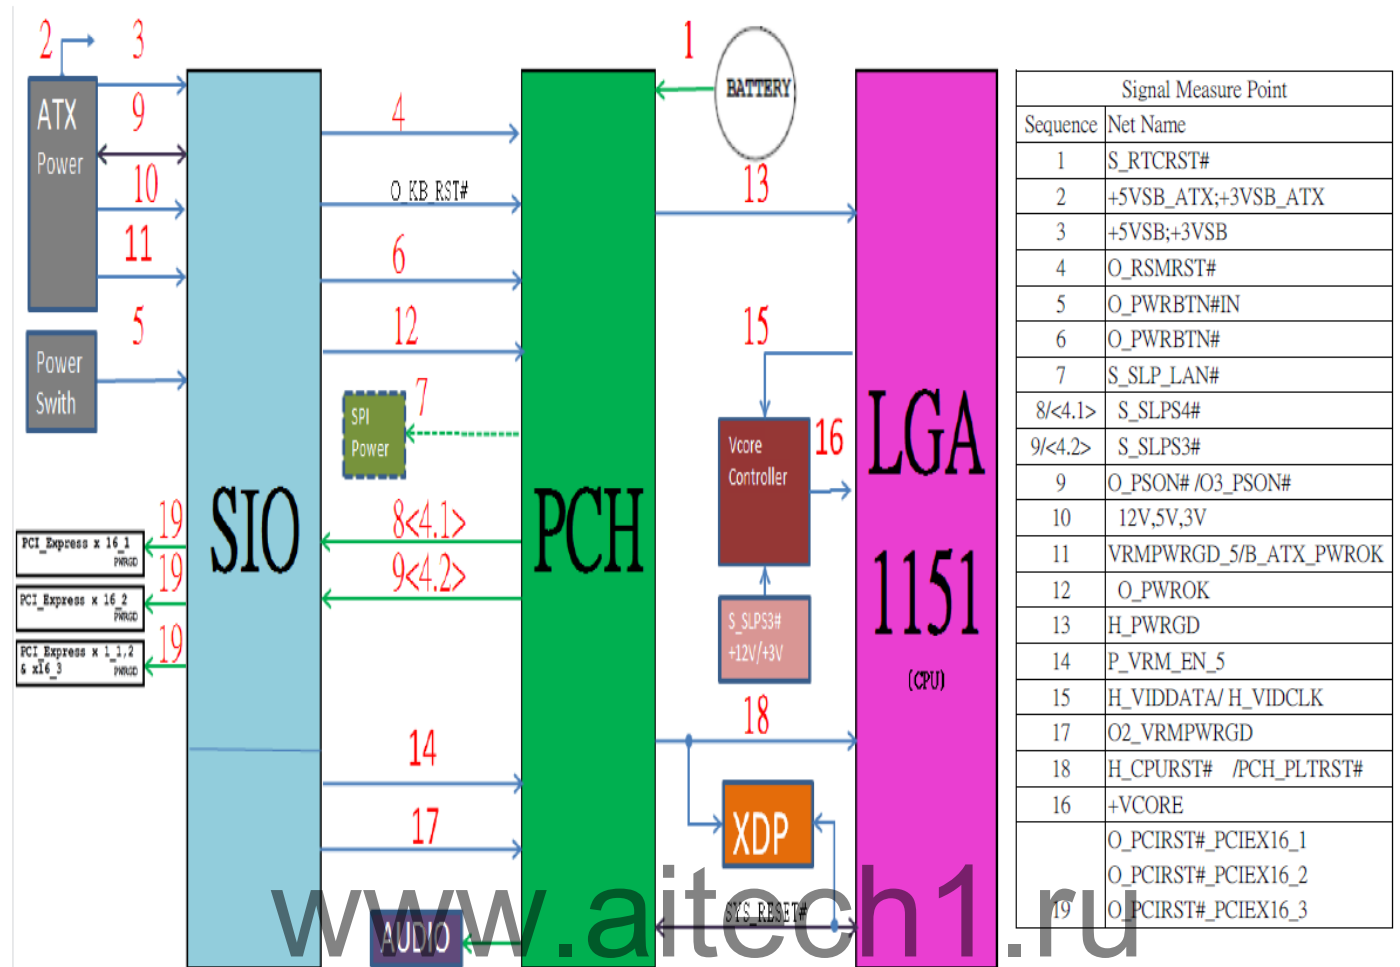 2
3
1
BATTERY
ATX
Power
9
10
11
4
O_KB_RST#
13
6
5
12
15
Power
Swith
7
SPI
Power
16
Vcore
Controller
LGA
1151
(CPU)
SIO
PCH
8<4.1>
9<4.2>
19
PCI_Express x 16_1
PWRGD
19
PCI_Express x 16_2
PWRGD
19
PCI_Express x 1_1,2
& x16_3
PWRGD
S_SLPS3#
+12V/+3V
18
14
17
XDP
SYS_RESET#
AUDIO
Signal Measure Point
Sequence Net Name
1 S_RTCRST#
2 +5VSB_ATX;+3VSB_ATX
3 +5VSB;+3VSB
4 O_RSMRST#
5 O_PWRBTN#IN
6 O_PWRBTN#
7 S_SLP_LAN#
8/<4.1> S_SLPS4#
9/<4.2> S_SLPS3#
9 O_PSON# /O3_PSON#
10 12V,5V,3V
11 VRMPWRGD_5/B_ATX_PWROK
12 O_PWROK
13 H_PWRGD
14 P_VRM_EN_5
15 H_VIDDATA/ H_VIDCLK
17 O2_VRMPWRGD
18 H_CPURST# /PCH_PLTRST#
16 +VCORE
O_PCIRST#_PCIEX16_1
O_PCIRST#_PCIEX16_2
19 O_PCIRST#_PCIEX16_3
www.aitech1.ru